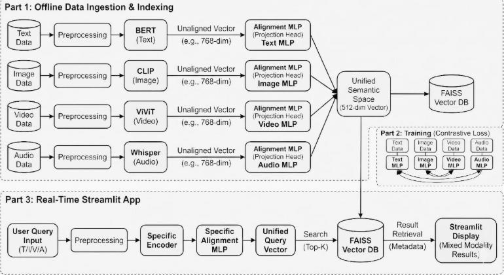 Part 1: Offline Data Ingestion & Indexing
Text
Data
Preprocessing
BERT
(Text)
Unaligned Vector
(e.g., 768-dim)
Alignment MLP
(Projection Head)
Text MLP
Image
Data
Preprocessing
CLIP
(Image)
Unaligned Vector
(e.g., 768-dim)
Alignment MLP
(Projection Head)
Image MLP
Video
Data
Preprocessing
ViViT
(Video)
Unaligned Vector
(e.g., 768-dim)
Alignment MLP
(Projection Head)
Video MLP
Audio
Data
Preprocessing
Whisper
(Audio)
Unaligned Vector
(e.g., 768-dim)
Alignment MLP
(Projection Head)
Audio MLP
Unified
Semantic
Space
(512-dim Vector)
FAISS
Vector DB
Part 2: Training (Contrastive Loss)
Text
Data
Image
Data
Video
Data
Audio
Data
Text
MLP
Image
MLP
Video
MLP
Audio
MLP
Part 3: Real-Time Streamlit App
User Query
Input
(T/I/V/A)
Preprocessing
Specific
Encoder
Specific
Alignment
MLP
Unified
Query
Vector
Search
(Top-K)
FAISS
Vector DB
Result
Retrieval
(Metadata)
Streamlit
Display
(Mixed Modality
Results)